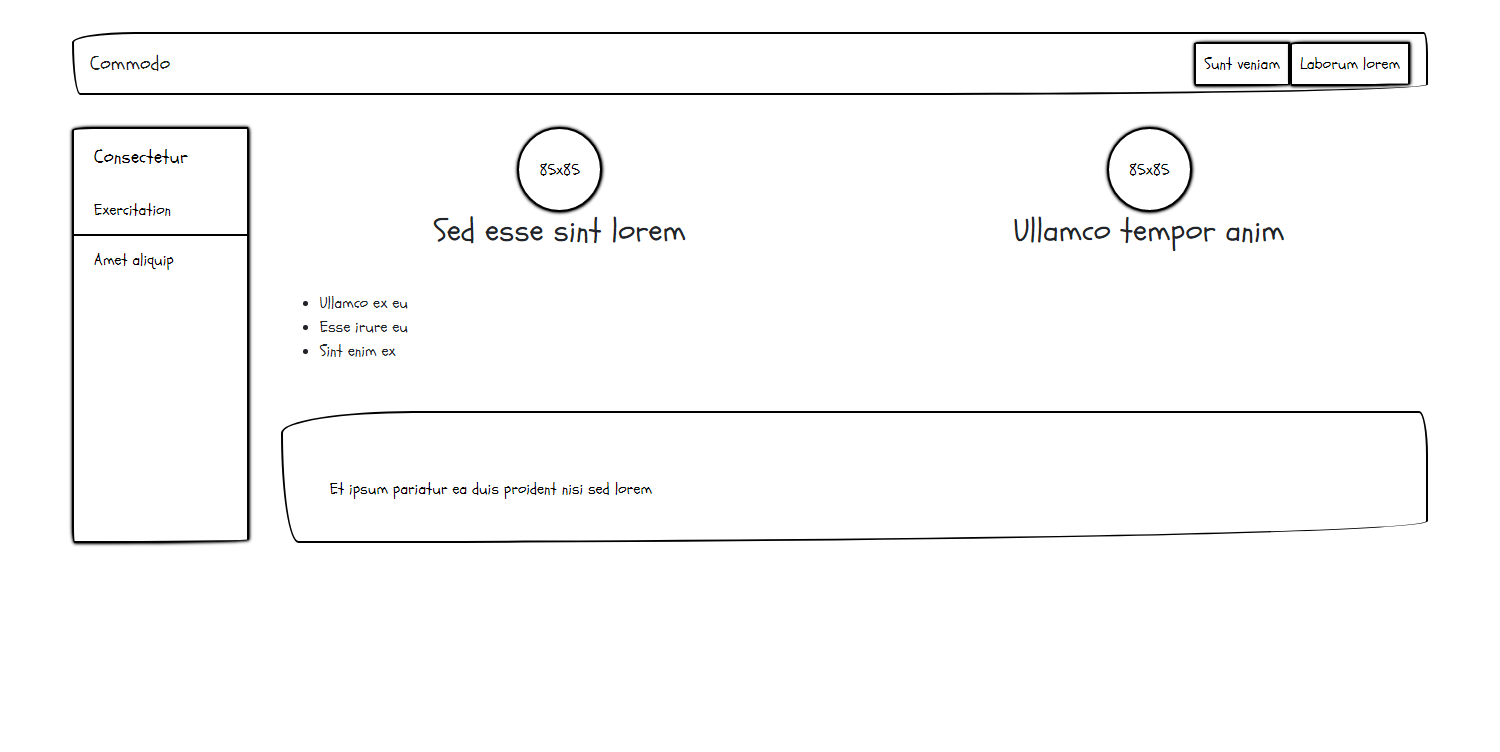 Commodo
Sunt veniam
Laborum lorem
Consectetur
Exercitation
Amet aliquip
85x85
Sed esse sint lorem
85x85
Ullamco tempor anim
Ullamco ex eu
Esse irure eu
Sint enim ex
Et ipsum pariatur ea duis proident nisi sed lorem